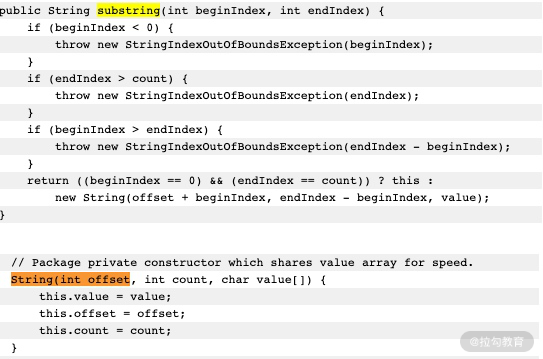 public String substring(int beginIndex, int endIndex) {
    if (beginIndex < 0) {
        throw new StringIndexOutOfBoundsException(beginIndex);
    }
    if (endIndex > count) {
        throw new StringIndexOutOfBoundsException(endIndex);
    }
    if (beginIndex > endIndex) {
        throw new StringIndexOutOfBoundsException(endIndex - beginIndex);
    }
    return ((beginIndex == 0) && (endIndex == count)) ? this :
        new String(offset + beginIndex, endIndex - beginIndex, value);
}
// Package private constructor which shares value array for speed.
String(int offset, int count, char value[]) {
    this.value = value;
    this.offset = offset;
    this.count = count;
}
@拉勾教育